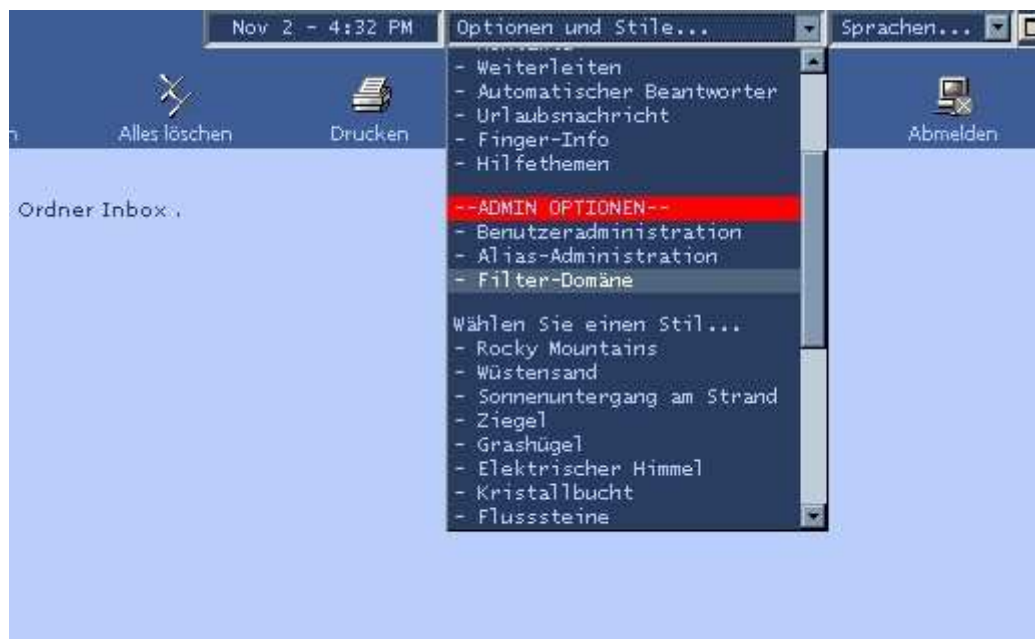 Nov 2 - 4:32 PM
Optionen und Stile...
Sprachen...
Alles löschen
Drucken
Abmelden
Ordner Inbox .
- Weiterleiten
- Automatischer Beantworter
- Urlaubsnachricht
- Finger-Info
- Hilfethemen
--ADMIN OPTIONEN--
- Benutzeradministration
- Alias-Administration
- Filter-Domäne
Wählen Sie einen Stil...
- Rocky Mountains
- Wüstensand
- Sonnenuntergang am Strand
- Ziegel
- Grashügel
- Elektrischer Himmel
- Kristallbucht
- Flusssteine